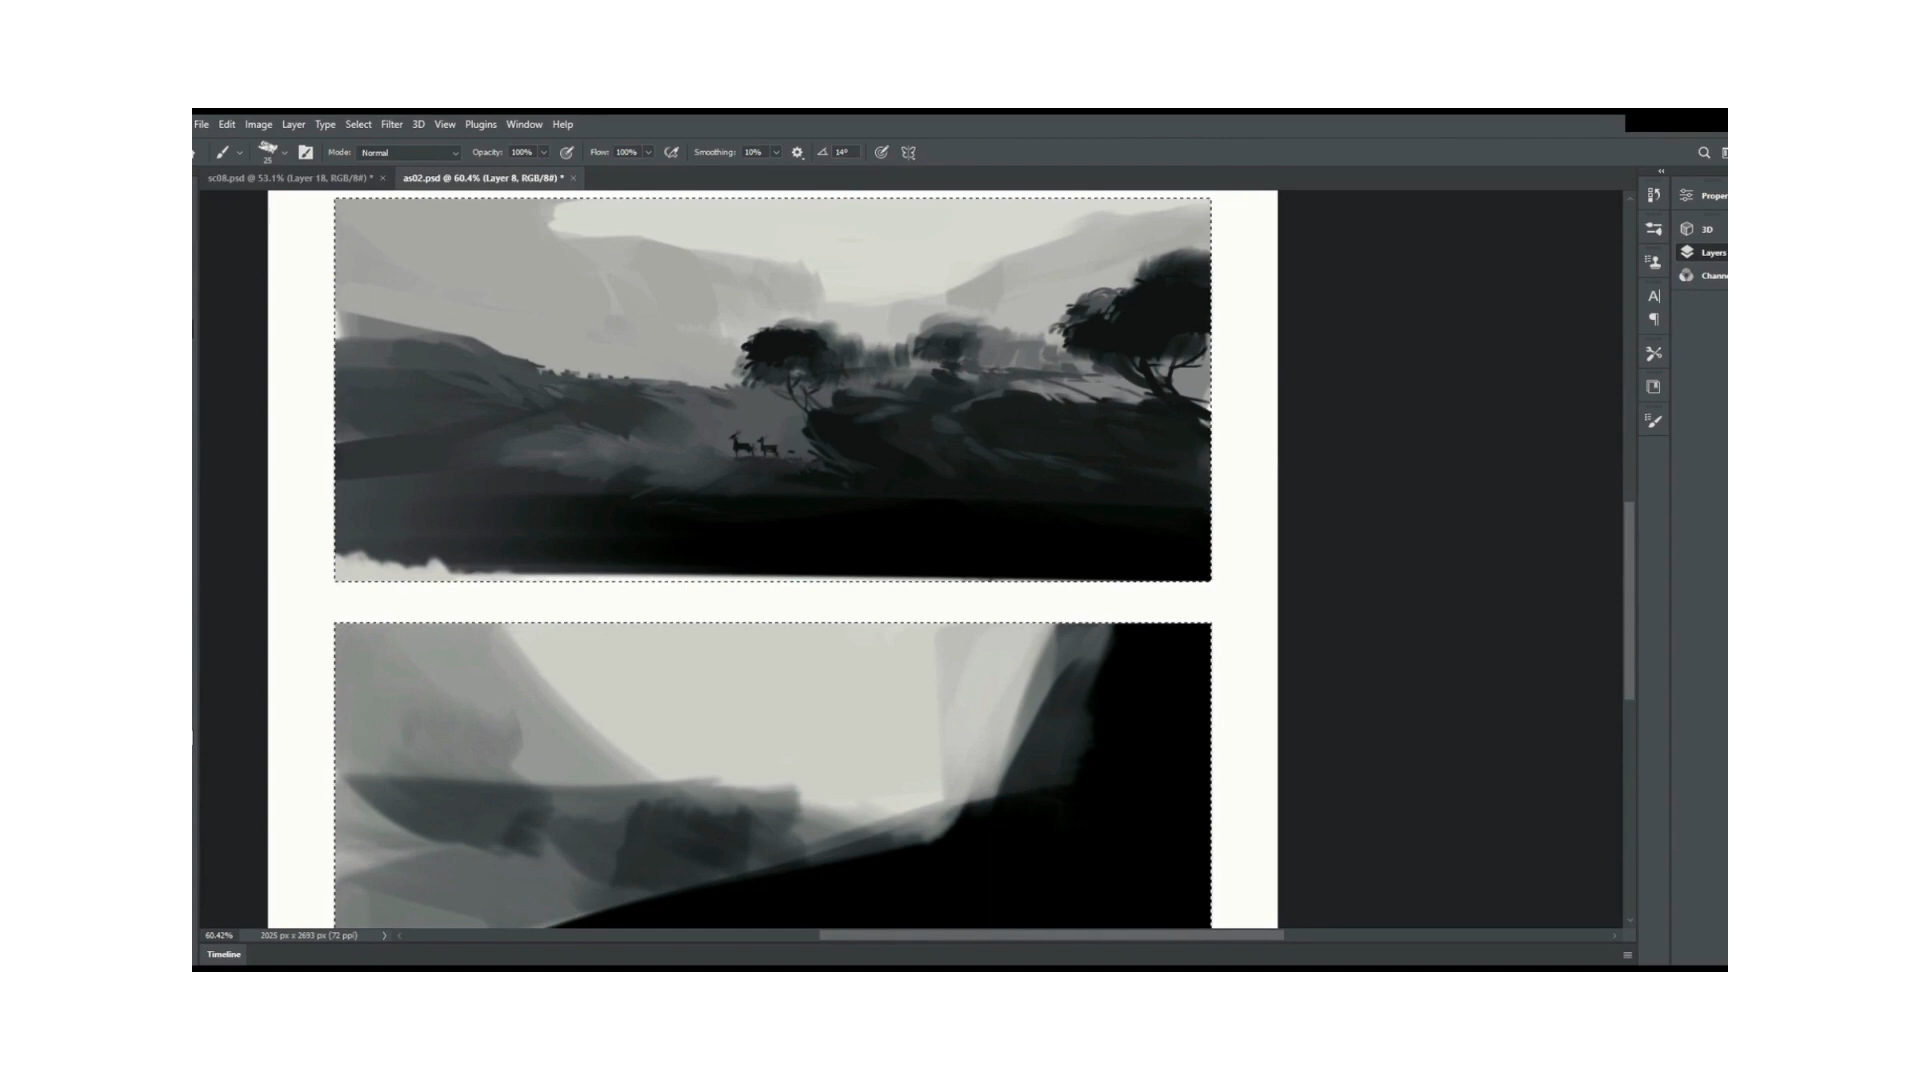 File Edit Image Layer Type Select Filter 3D View Plugins Window Help
25 Mode: Normal Opacity: 100% Flow: 100% Smoothing: 10% 14°
sc08.psd @ 53.1% (Layer 18, RGB/8#) * × as02.psd @ 60.4% (Layer 8, RGB/8#) * ×
Proper
3D
Layers
Chann
60.42% 2025 px x 2693 px (72 ppi)
Timeline